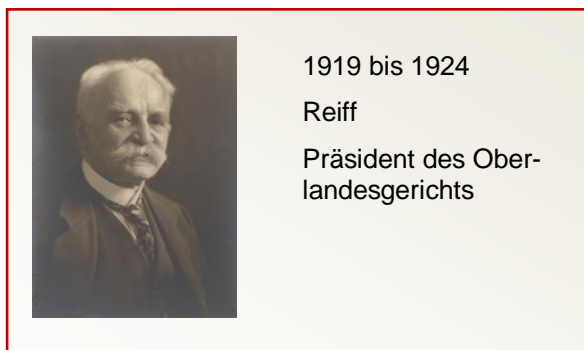 1919 bis 1924
Reiff
Präsident des Ober-
landesgerichts